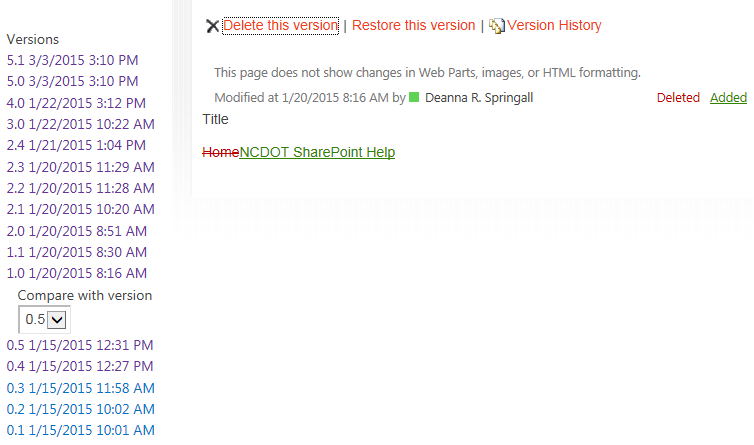 Versions
5.1 3/3/2015 3:10 PM
5.0 3/3/2015 3:10 PM
4.0 1/22/2015 3:12 PM
3.0 1/22/2015 10:22 AM
2.4 1/21/2015 1:04 PM
2.3 1/20/2015 11:29 AM
2.2 1/20/2015 11:28 AM
2.1 1/20/2015 10:20 AM
2.0 1/20/2015 8:51 AM
1.1 1/20/2015 8:30 AM
1.0 1/20/2015 8:16 AM
Compare with version
0.5
0.5 1/15/2015 12:31 PM
0.4 1/15/2015 12:27 PM
0.3 1/15/2015 11:58 AM
0.2 1/15/2015 10:02 AM
0.1 1/15/2015 10:01 AM
Delete this version | Restore this version | Version History
This page does not show changes in Web Parts, images, or HTML formatting.
Modified at 1/20/2015 8:16 AM by Deanna R. Springall Deleted Added
Title
HomeNCDOT SharePoint Help